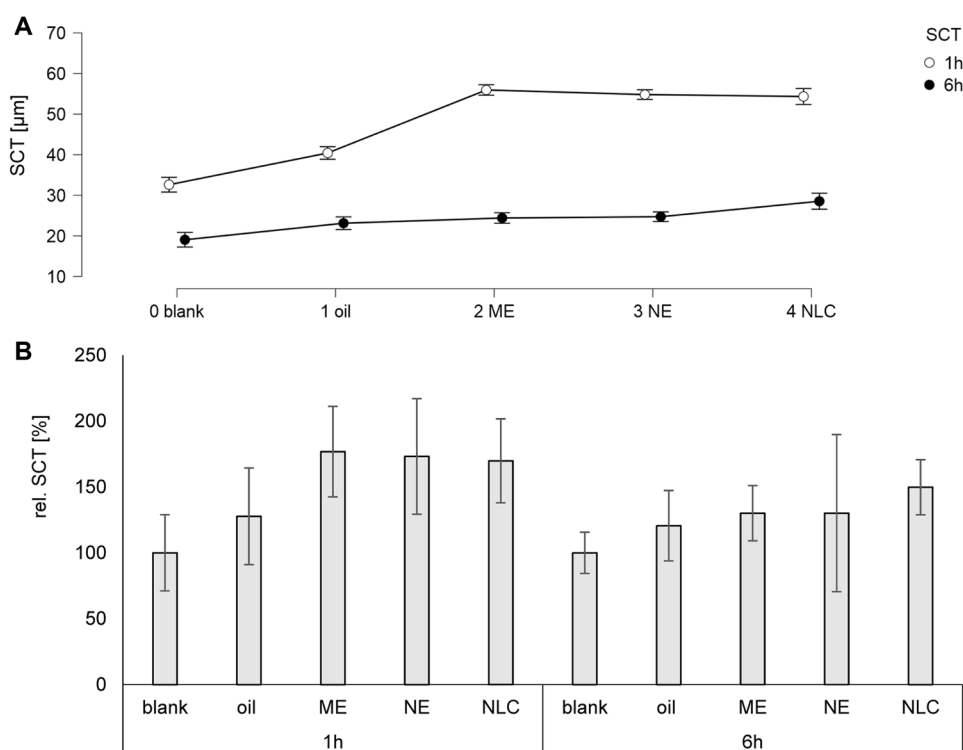 A
SCT [µm]
70
60
50
40
30
20
10
0 blank 1 oil 2 ME 3 NE 4 NLC
SCT
1h
6h
B
rel. SCT [%]
250
200
150
100
50
0
blank oil ME NE NLC blank oil ME NE NLC
1h 6h